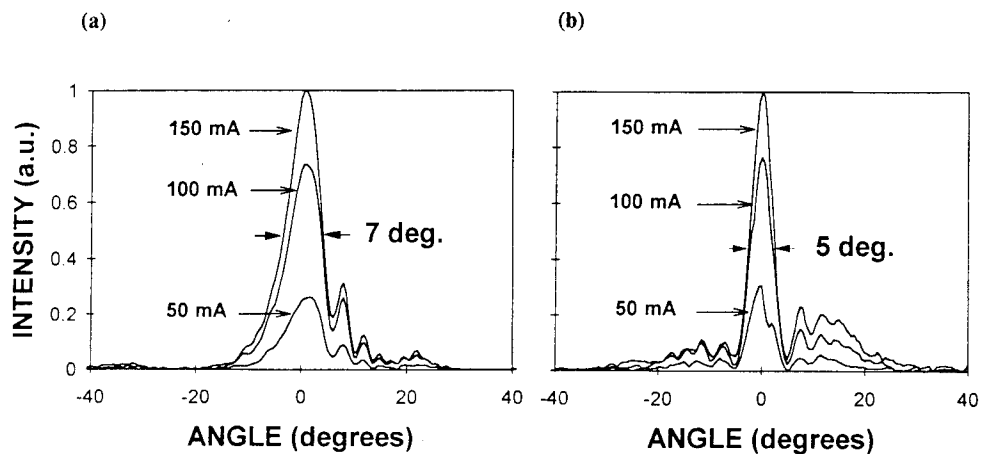 (a)
INTENSITY (a.u.)
1
0.8
0.6
0.4
0.2
0
150 mA
100 mA
7 deg.
50 mA
-40
-20
0
20
40
ANGLE (degrees)
(b)
150 mA
100 mA
5 deg.
50 mA
-40
-20
0
20
40
ANGLE (degrees)